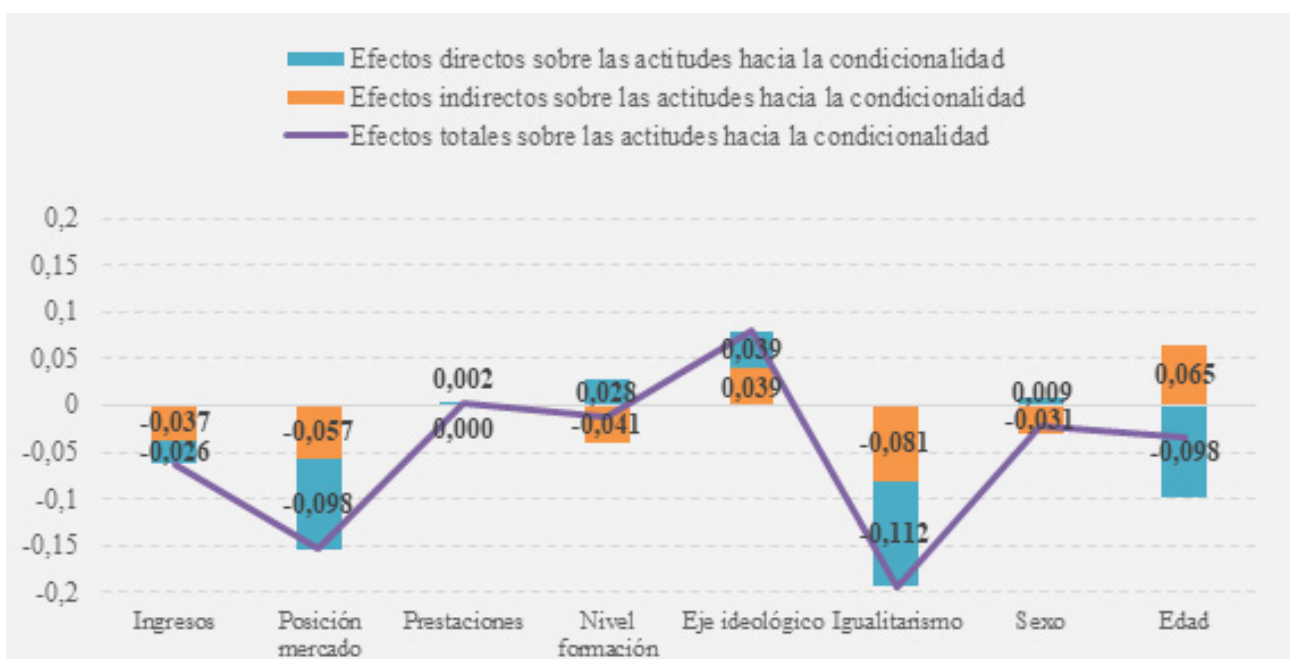 Efectos directos sobre las actitudes hacia la condicionalidad
Efectos indirectos sobre las actitudes hacia la condicionalidad
Efectos totales sobre las actitudes hacia la condicionalidad
0,2
0,15
0,1
0,05
0
-0,05
-0,1
-0,15
-0,2
-0,037
-0,026
-0,057
-0,098
0,002
0,000
0,028
-0,041
0,039
0,039
-0,081
-0,112
0,009
-0,031
0,065
-0,098
Ingresos
Posición
mercado
Prestaciones
Nivel
formación
Eje ideológico
Igualitarismo
Sexo
Edad